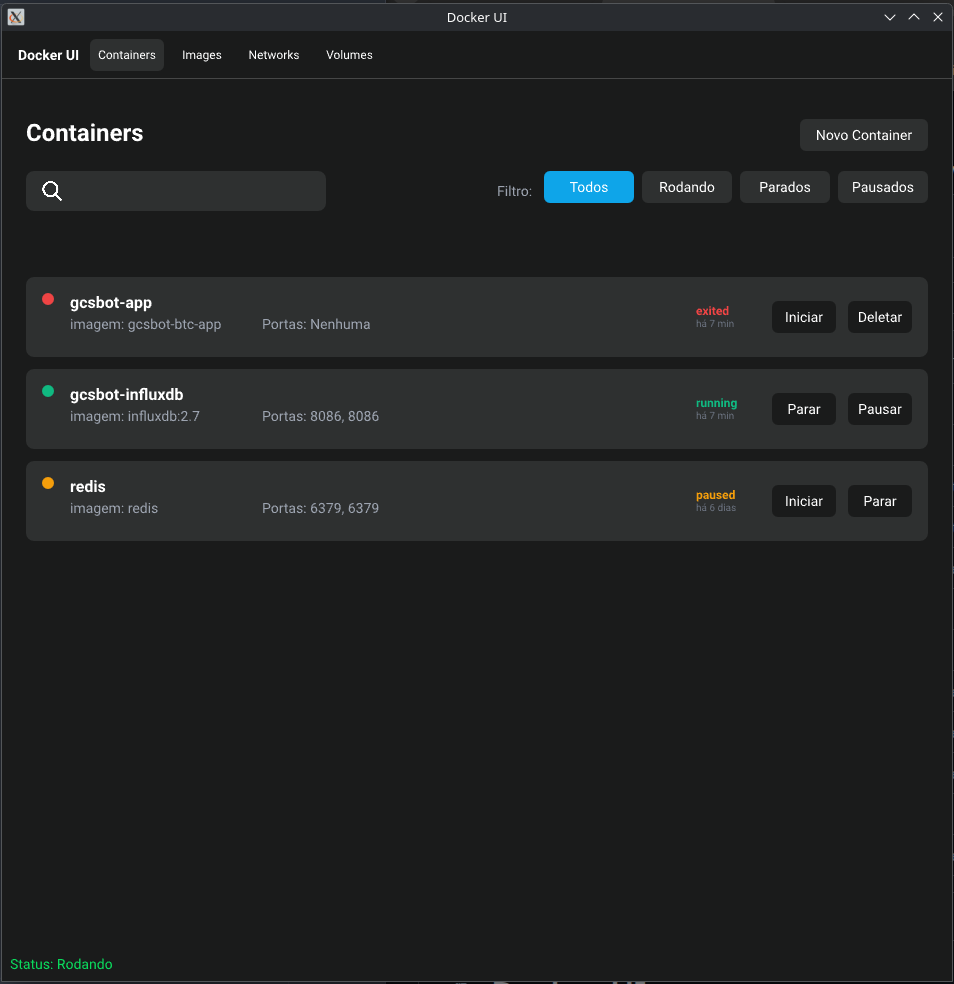 Docker UI
Docker UI Containers Images Networks Volumes
Containers
Novo Container
Filtro: Todos Rodando Parados Pausados
gcsbot-app
imagem: gcsbot-btc-app Portas: Nenhuma
exited
há 7 min
Iniciar Deletar
gcsbot-influxdb
imagem: influxdb:2.7 Portas: 8086, 8086
running
há 7 min
Parar Pausar
redis
imagem: redis Portas: 6379, 6379
paused
há 6 dias
Iniciar Parar
Status: Rodando